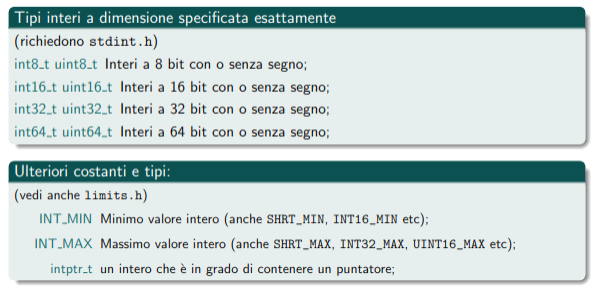 Tipi interi a dimensione specificata esattamente
(richiedono stdint.h)
int8_t uint8_t Interi a 8 bit con o senza segno;
int16_t uint16_t Interi a 16 bit con o senza segno;
int32_t uint32_t Interi a 32 bit con o senza segno;
int64_t uint64_t Interi a 64 bit con o senza segno;
Ulteriori costanti e tipi:
(vedi anche limits.h)
INT_MIN Minimo valore intero (anche SHRT_MIN, INT16_MIN etc);
INT_MAX Massimo valore intero (anche SHRT_MAX, INT32_MAX, UINT16_MAX etc);
intptr_t un intero che è in grado di contenere un puntatore;